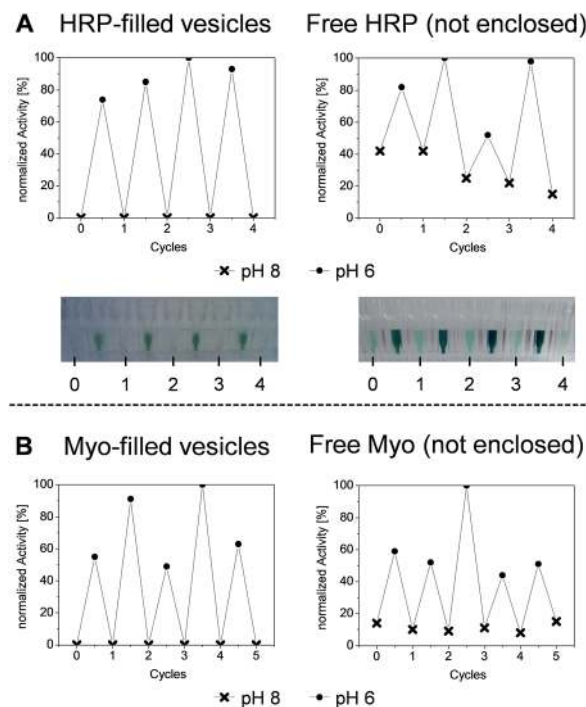 A HRP-filled vesicles Free HRP (not enclosed)
normalized Activity [%]
100
80
60
40
20
0
0 1 2 3 4
Cycles
normalized Activity [%]
100
80
60
40
20
0
0 1 2 3 4
Cycles
pH 8 pH 6
0 1 2 3 4
0 1 2 3 4
B Myo-filled vesicles Free Myo (not enclosed)
normalized Activity [%]
100
80
60
40
20
0
0 1 2 3 4 5
Cycles
normalized Activity [%]
100
80
60
40
20
0
0 1 2 3 4 5
Cycles
pH 8 pH 6